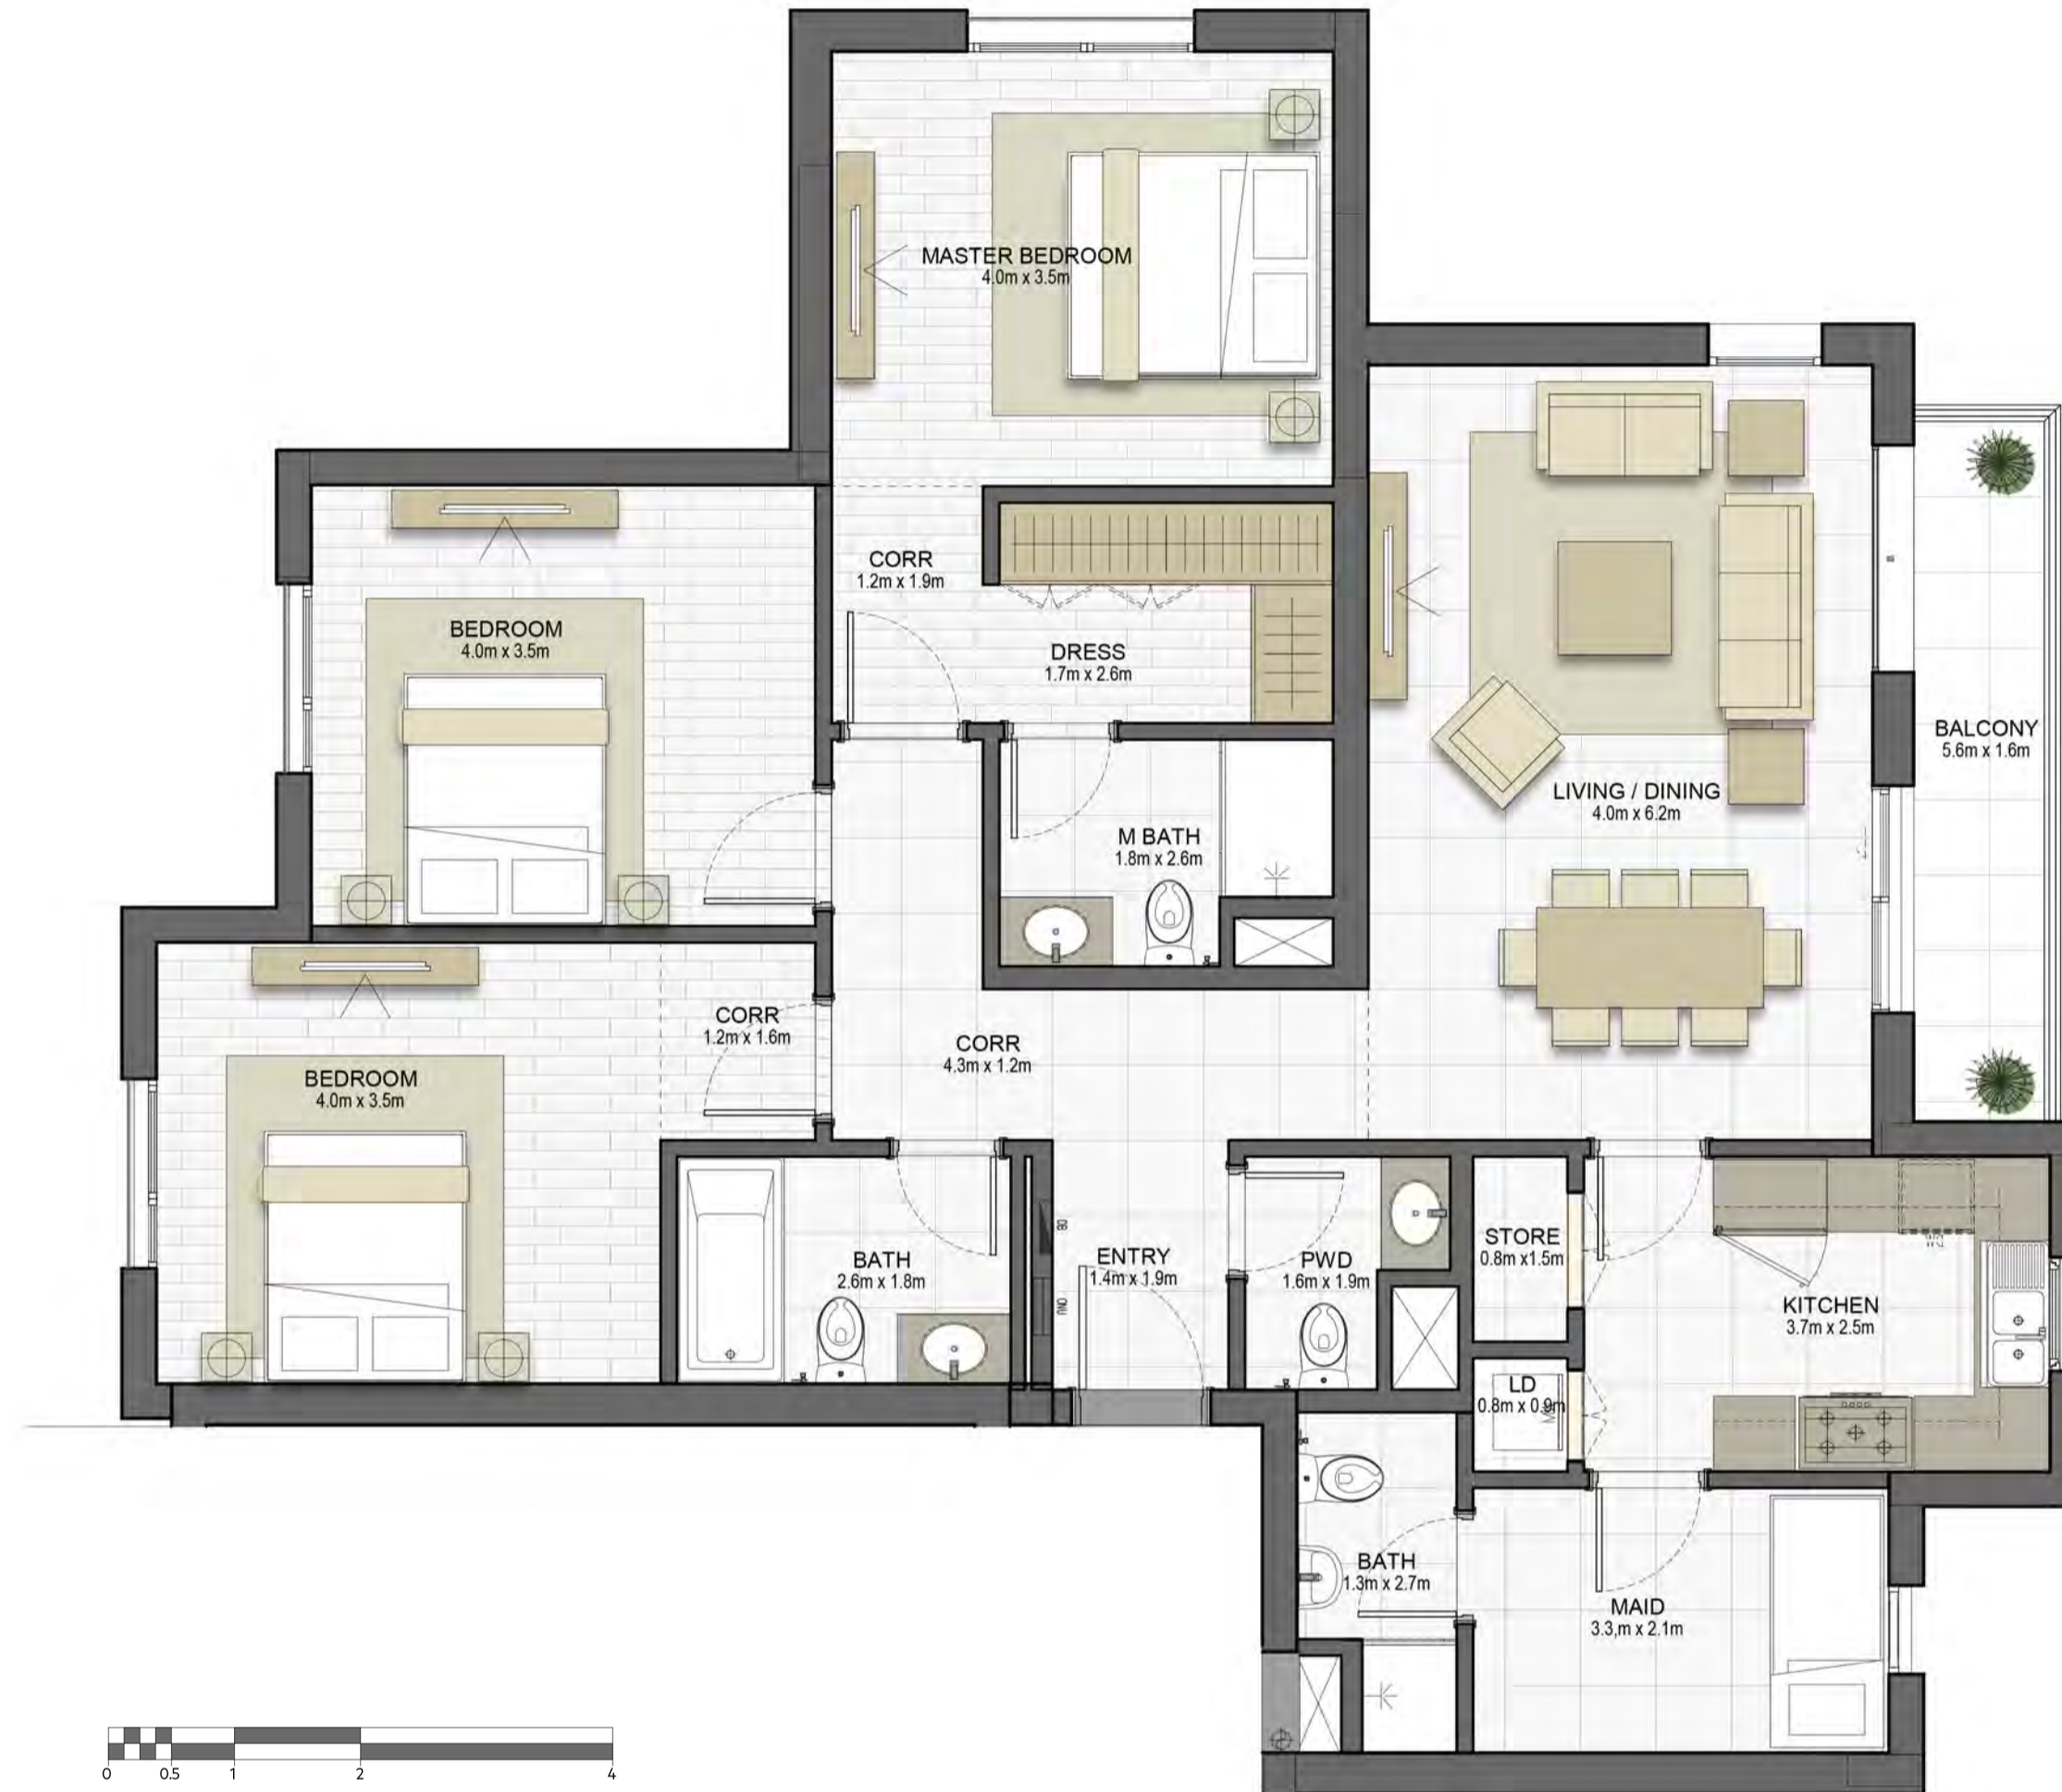 MASTER BEDROOM
4.0m x 3.5m
CORR
1.2m x 1.9m
BEDROOM
4.0m x 3.5m
DRESS
1.7m x 2.6m
BALCONY
5.6m x 1.6m
LIVING / DINING
4.0m x 6.2m
M BATH
1.8m x 2.6m
CORR
1.2m x 1.6m
CORR
4.3m x 1.2m
BEDROOM
4.0m x 3.5m
DB
ONU
BATH
2.6m x 1.8m
ENTRY
1.4m x 1.9m
PWD
1.6m x 1.9m
STORE
0.8m x1.5m
KITCHEN
3.7m x 2.5m
LD
0.8m x 0.9m
BATH
1.3m x 2.7m
MAID
3.3,m x 2.1m
0 0.5 1 2 4